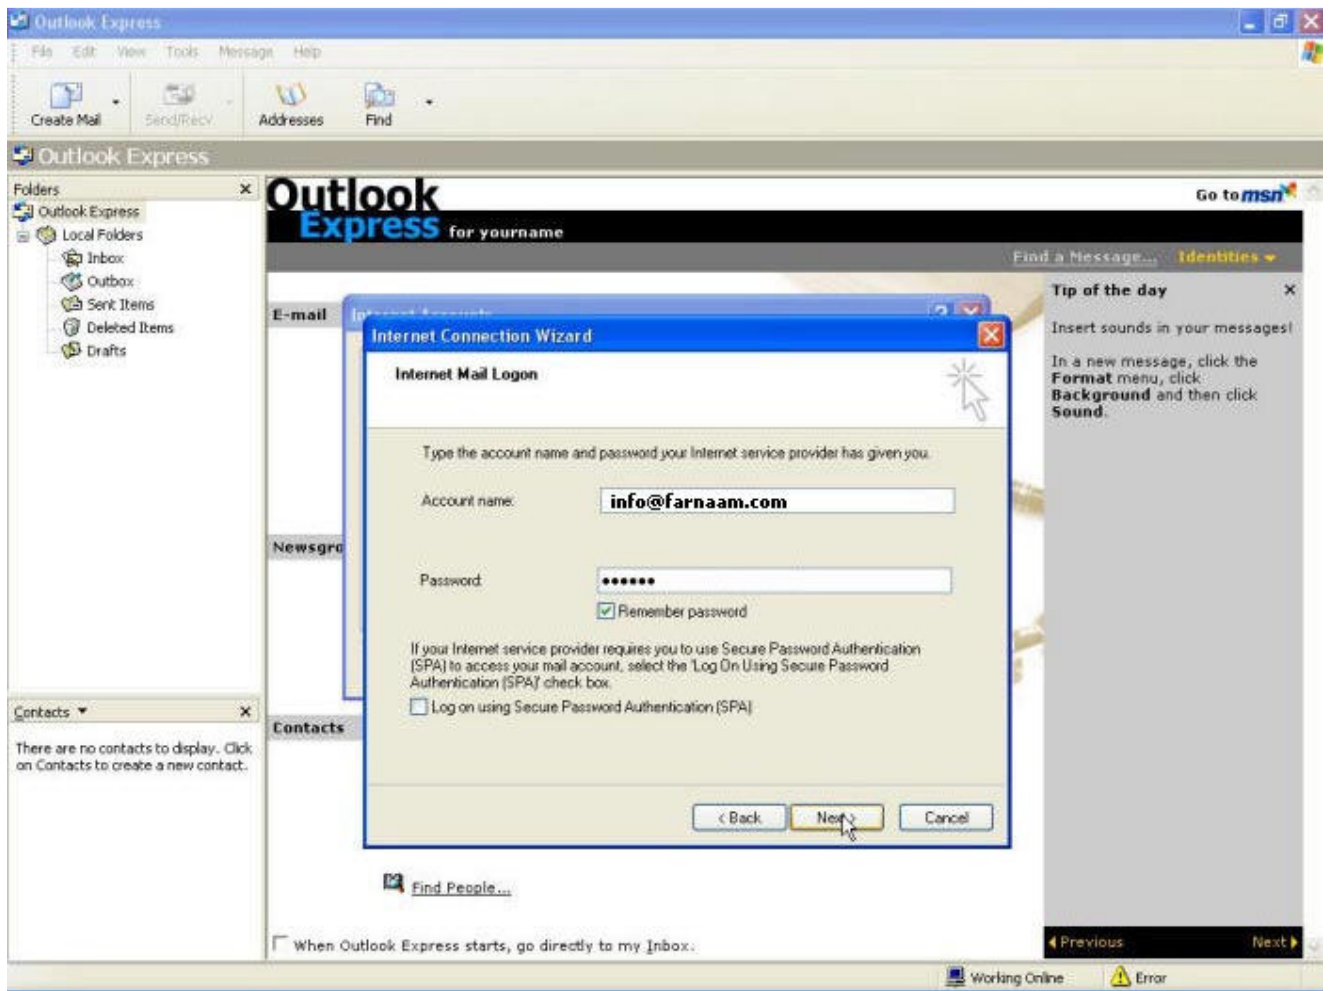 Outlook Express
File Edit View Tools Message Help
Create Mail Send/Recv Addresses Find
Outlook Express
Folders
Outlook Express
Local Folders
Inbox
Outbox
Sent Items
Deleted Items
Drafts
Contacts
There are no contacts to display. Click
on Contacts to create a new contact.
Outlook
Express for yourname
Go to msn
Find a Message... Identities
E-mail
Newsgro
Contacts
Find People...
When Outlook Express starts, go directly to my Inbox.
Internet Accounts
Internet Connection Wizard
Internet Mail Logon
Type the account name and password your Internet service provider has given you.
Account name: info@farnaam.com
Password: ••••••
Remember password
If your Internet service provider requires you to use Secure Password Authentication
(SPA) to access your mail account, select the 'Log On Using Secure Password
Authentication (SPA)' check box.
Log on using Secure Password Authentication (SPA)
< Back Next > Cancel
Tip of the day
Insert sounds in your messages!
In a new message, click the
Format menu, click
Background and then click
Sound.
Previous Next
Working Online Error